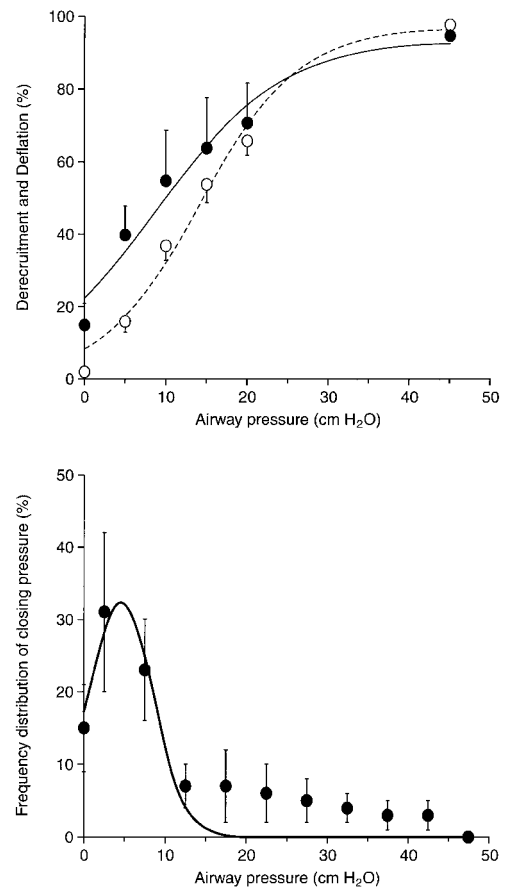 100
80
60
40
20
0
Derecruitment and Deflation (%)
0 10 20 30 40 50
Airway pressure (cm H₂O)
50
40
30
20
10
0
Frequency distribution of closing pressure (%)
0 10 20 30 40 50
Airway pressure (cm H₂O)